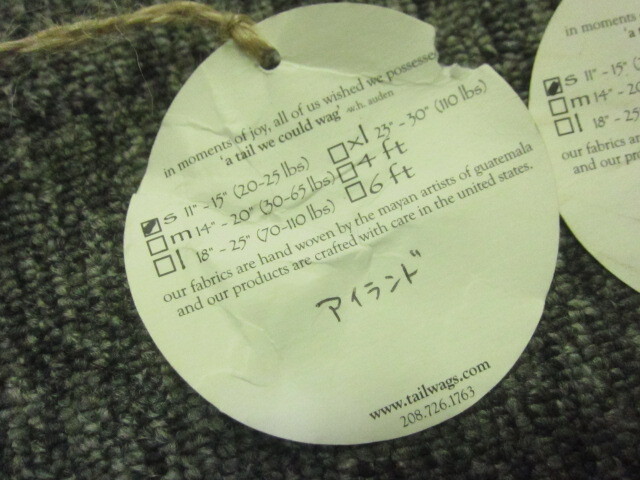 in moments of joy, all of us wished we possesse
'a tail we could wag' -w.h. auden
s 11" - 15" (20-25 lbs)
m 14" - 20" (30-65 lbs)
l 18" - 25" (70-110 lbs)
xl 23" - 30" (110 lbs)
4 ft
6 ft
our fabrics are hand woven by the mayan artists of guatemala
and our products are crafted with care in the united states.
アイランド
www.tailwags.com
208.726.1763
in moments
'a t
s 11" - 15" (
m 14" - 20
l 18" - 25
our fabrics ar
and our pro